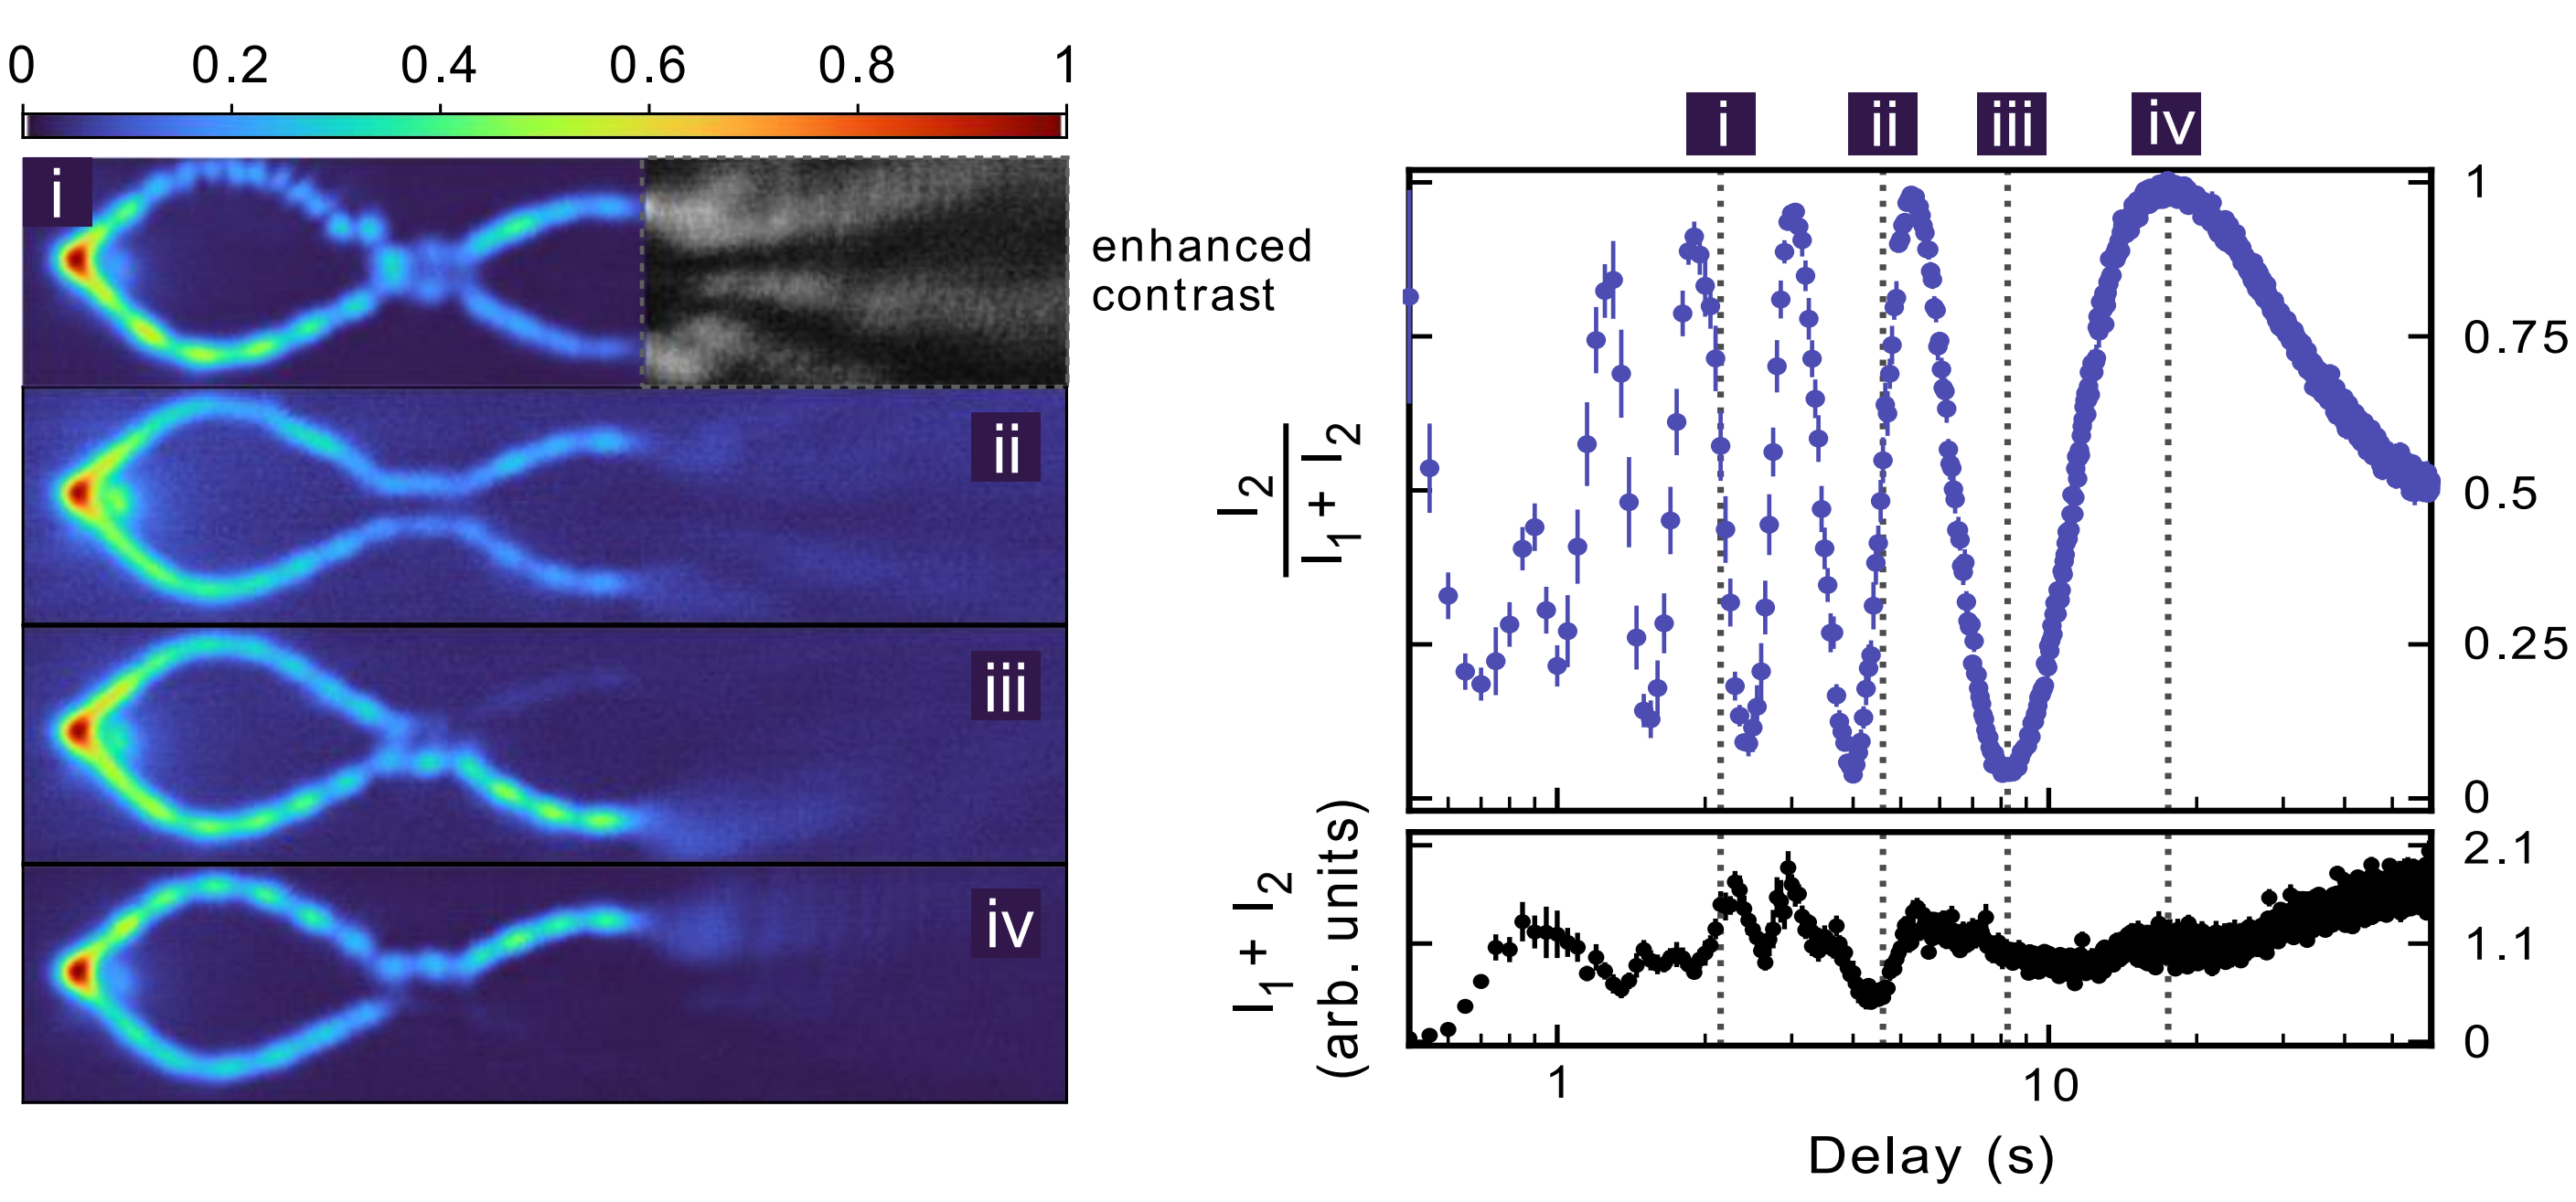 0 0.2 0.4 0.6 0.8 1
i
enhanced
contrast
ii
iii
iv
i ii iii iv
I2
I1 + I2
1
0.75
0.5
0.25
0
I1 + I2
(arb. units)
2.1
1.1
0
1 10
Delay (s)